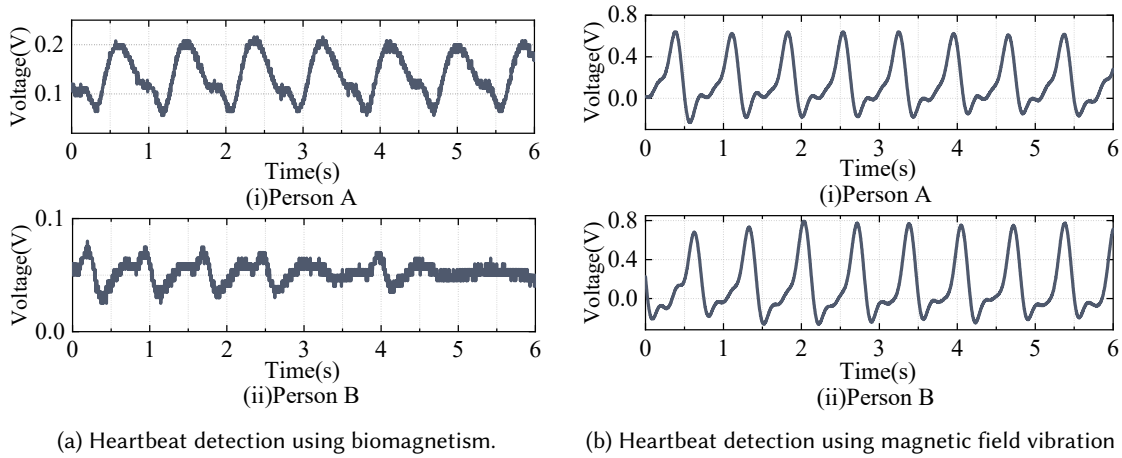 Voltage(V)
0.2
0.1
0 1 2 3 4 5 6
Time(s)
(i)Person A
Voltage(V)
0.1
0.0
0 1 2 3 4 5 6
Time(s)
(ii)Person B
(a) Heartbeat detection using biomagnetism.
Voltage(V)
0.8
0.4
0.0
0 1 2 3 4 5 6
Time(s)
(i)Person A
Voltage(V)
0.8
0.4
0.0
0 1 2 3 4 5 6
Time(s)
(ii)Person B
(b) Heartbeat detection using magnetic field vibration